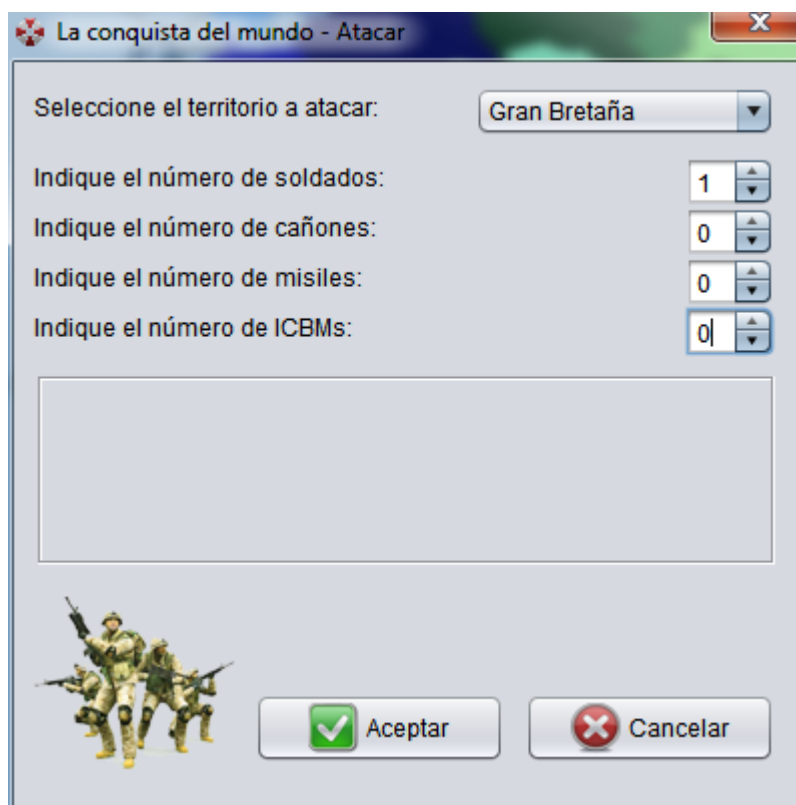 La conquista del mundo - Atacar
Seleccione el territorio a atacar: Gran Bretaña
Indique el número de soldados: 1
Indique el número de cañones: 0
Indique el número de misiles: 0
Indique el número de ICBMs: 0
Aceptar Cancelar